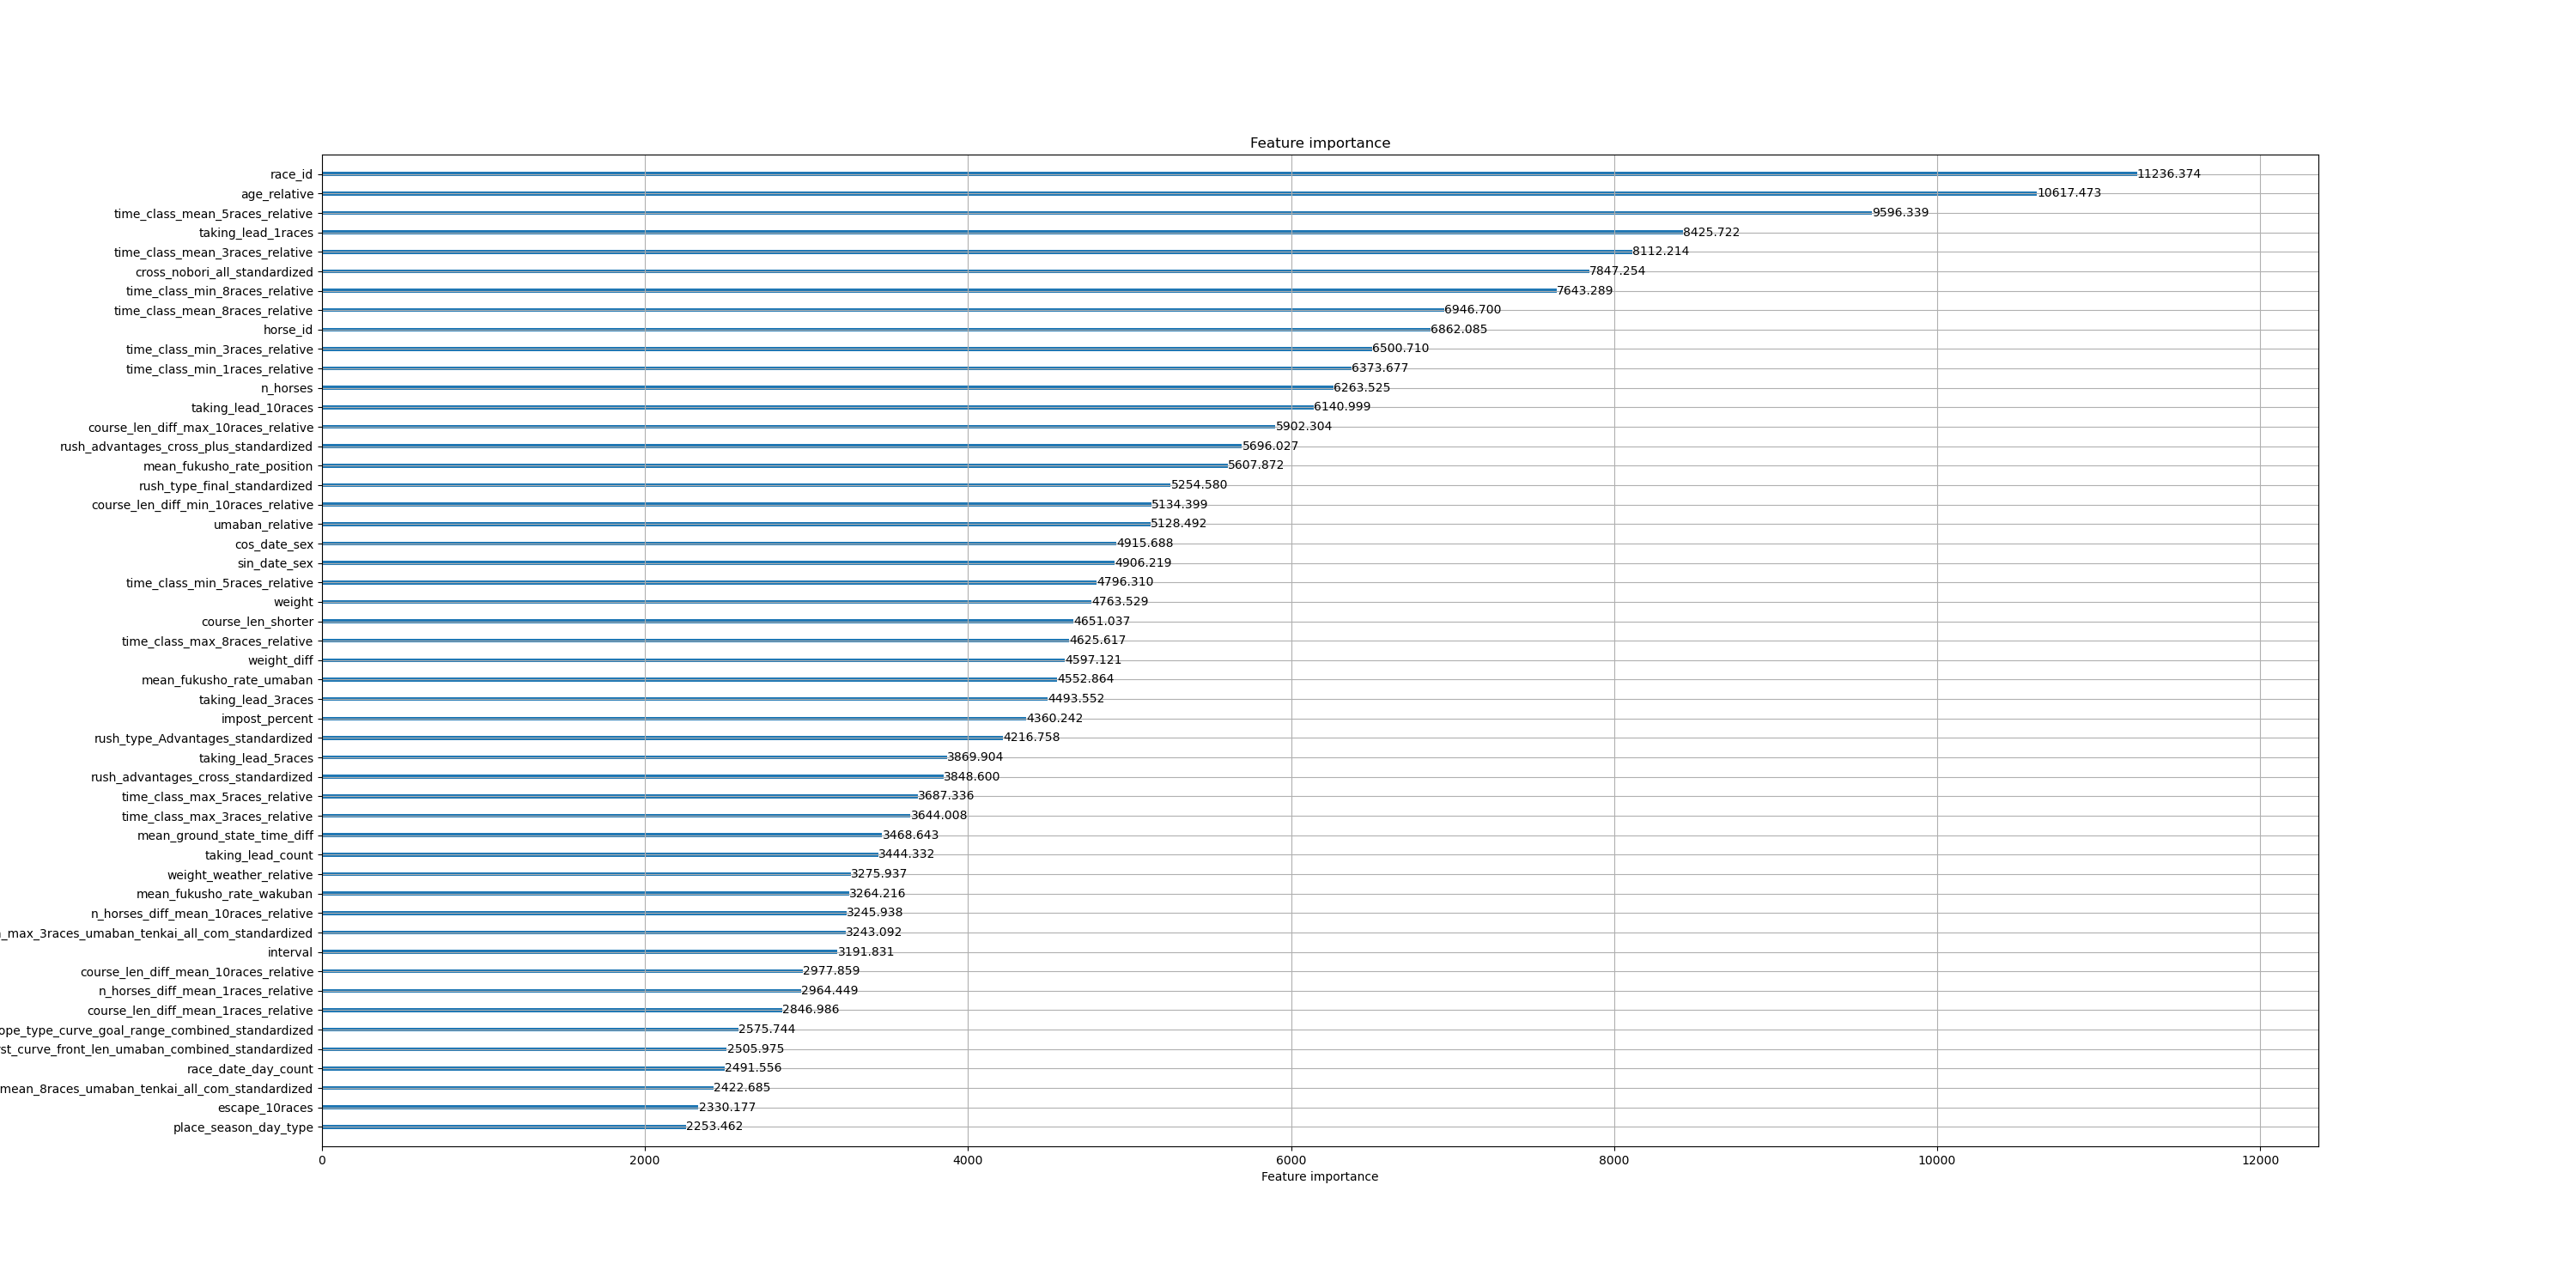 Feature importance
race_id 11236.374
age_relative 10617.473
time_class_mean_5races_relative 9596.339
taking_lead_1races 8425.722
time_class_mean_3races_relative 8112.214
cross_nobori_all_standardized 7847.254
time_class_min_8races_relative 7643.289
time_class_mean_8races_relative 6946.700
horse_id 6862.085
time_class_min_3races_relative 6500.710
time_class_min_1races_relative 6373.677
n_horses 6263.525
taking_lead_10races 6140.999
course_len_diff_max_10races_relative 5902.304
rush_advantages_cross_plus_standardized 5696.027
mean_fukusho_rate_position 5607.872
rush_type_final_standardized 5254.580
course_len_diff_min_10races_relative 5134.399
umaban_relative 5128.492
cos_date_sex 4915.688
sin_date_sex 4906.219
time_class_min_5races_relative 4796.310
weight 4763.529
course_len_shorter 4651.037
time_class_max_8races_relative 4625.617
weight_diff 4597.121
mean_fukusho_rate_umaban 4552.864
taking_lead_3races 4493.552
impost_percent 4360.242
rush_type_Advantages_standardized 4216.758
taking_lead_5races 3869.904
rush_advantages_cross_standardized 3848.600
time_class_max_5races_relative 3687.336
time_class_max_3races_relative 3644.008
mean_ground_state_time_diff 3468.643
taking_lead_count 3444.332
weight_weather_relative 3275.937
mean_fukusho_rate_wakuban 3264.216
n_horses_diff_mean_10races_relative 3245.938
_max_3races_umaban_tenkai_all_com_standardized 3243.092
interval 3191.831
course_len_diff_mean_10races_relative 2977.859
n_horses_diff_mean_1races_relative 2964.449
course_len_diff_mean_1races_relative 2846.986
ope_type_curve_goal_range_combined_standardized 2575.744
st_curve_front_len_umaban_combined_standardized 2505.975
race_date_day_count 2491.556
mean_8races_umaban_tenkai_all_com_standardized 2422.685
escape_10races 2330.177
place_season_day_type 2253.462
0 2000 4000 6000 8000 10000 12000
Feature importance